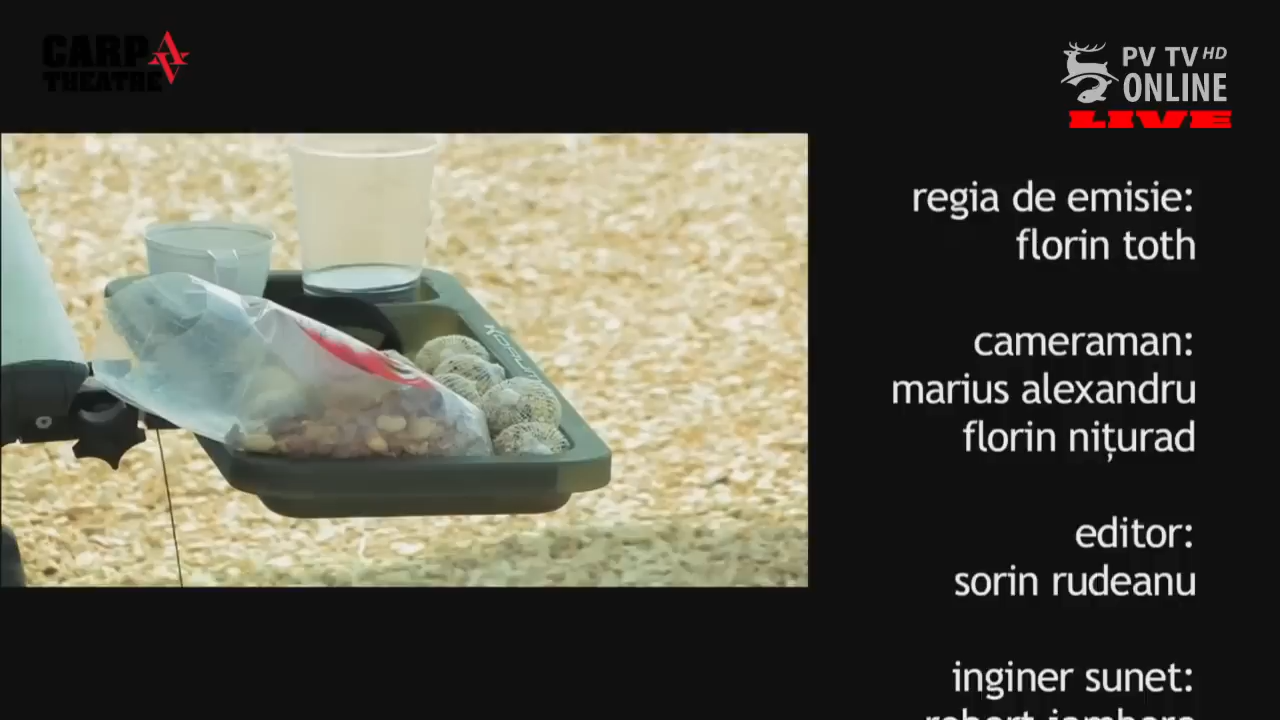 CARP
THEATRE
PV TV HD
ONLINE
LIVE
KORUM
regia de emisie:
florin toth
cameraman:
marius alexandru
florin nițurad
editor:
sorin rudeanu
inginer sunet: